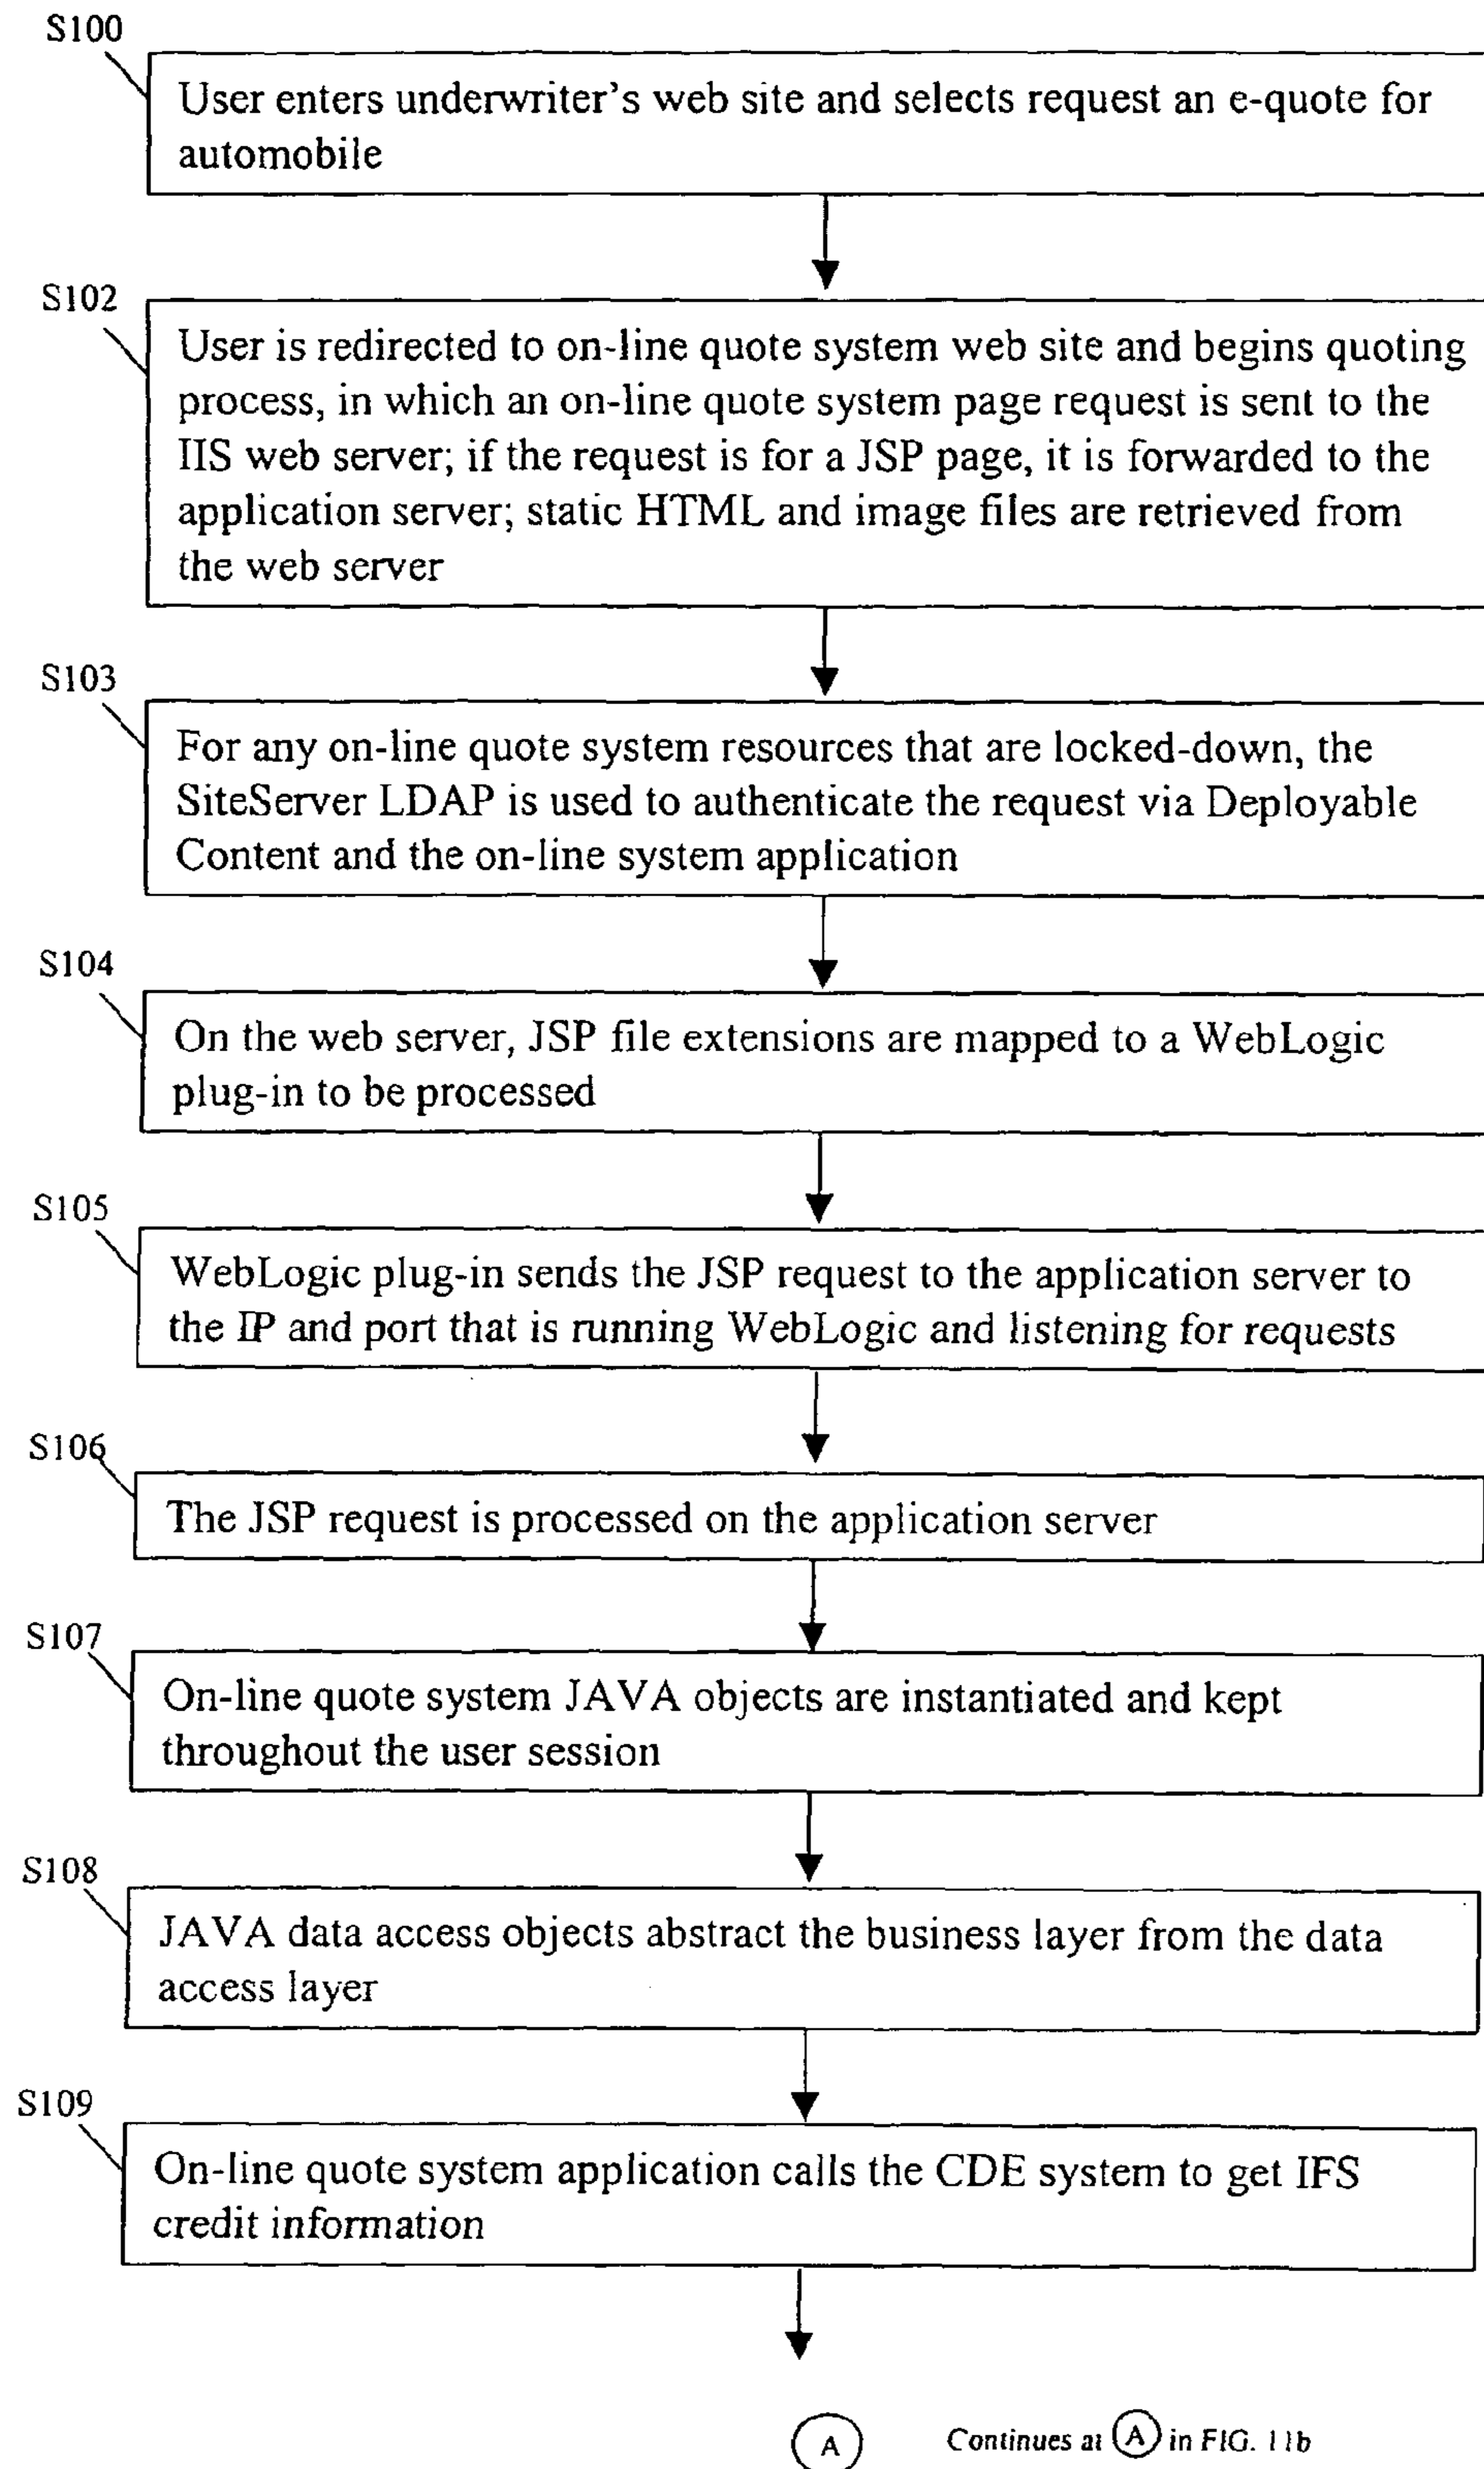 S100
User enters underwriter's web site and selects request an e-quote for
automobile
S102
User is redirected to on-line quote system web site and begins quoting
process, in which an on-line quote system page request is sent to the
IIS web server; if the request is for a JSP page, it is forwarded to the
application server; static HTML and image files are retrieved from
the web server
S103
For any on-line quote system resources that are locked-down, the
SiteServer LDAP is used to authenticate the request via Deployable
Content and the on-line system application
S104
On the web server, JSP file extensions are mapped to a WebLogic
plug-in to be processed
S105
WebLogic plug-in sends the JSP request to the application server to
the IP and port that is running WebLogic and listening for requests
S106
The JSP request is processed on the application server
S107
On-line quote system JAVA objects are instantiated and kept
throughout the user session
S108
JAVA data access objects abstract the business layer from the data
access layer
S109
On-line quote system application calls the CDE system to get IFS
credit information
A Continues at A in FIG. 11b